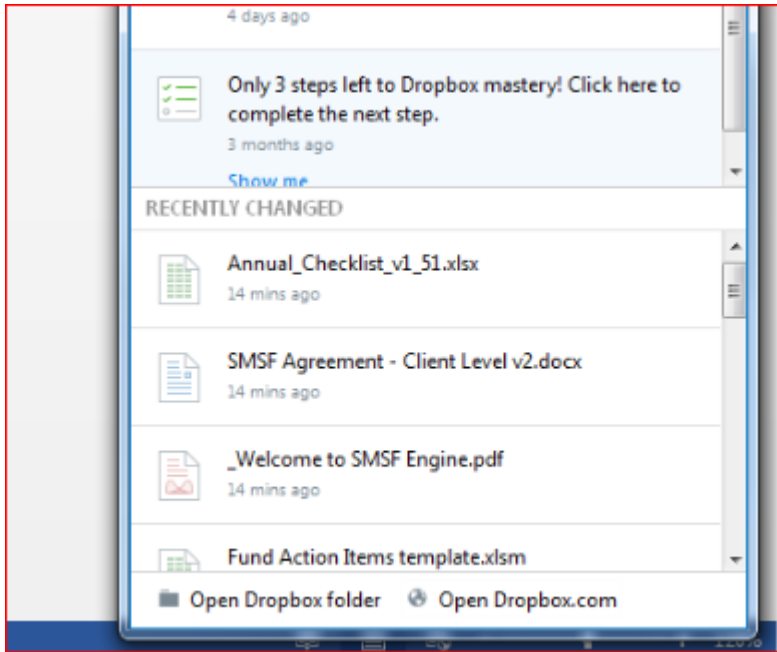 4 days ago
Only 3 steps left to Dropbox mastery! Click here to
complete the next step.
3 months ago
Show me
RECENTLY CHANGED
Annual_Checklist_v1_51.xlsx
14 mins ago
SMSF Agreement - Client Level v2.docx
14 mins ago
_Welcome to SMSF Engine.pdf
14 mins ago
Fund Action Items template.xlsm
Open Dropbox folder Open Dropbox.com